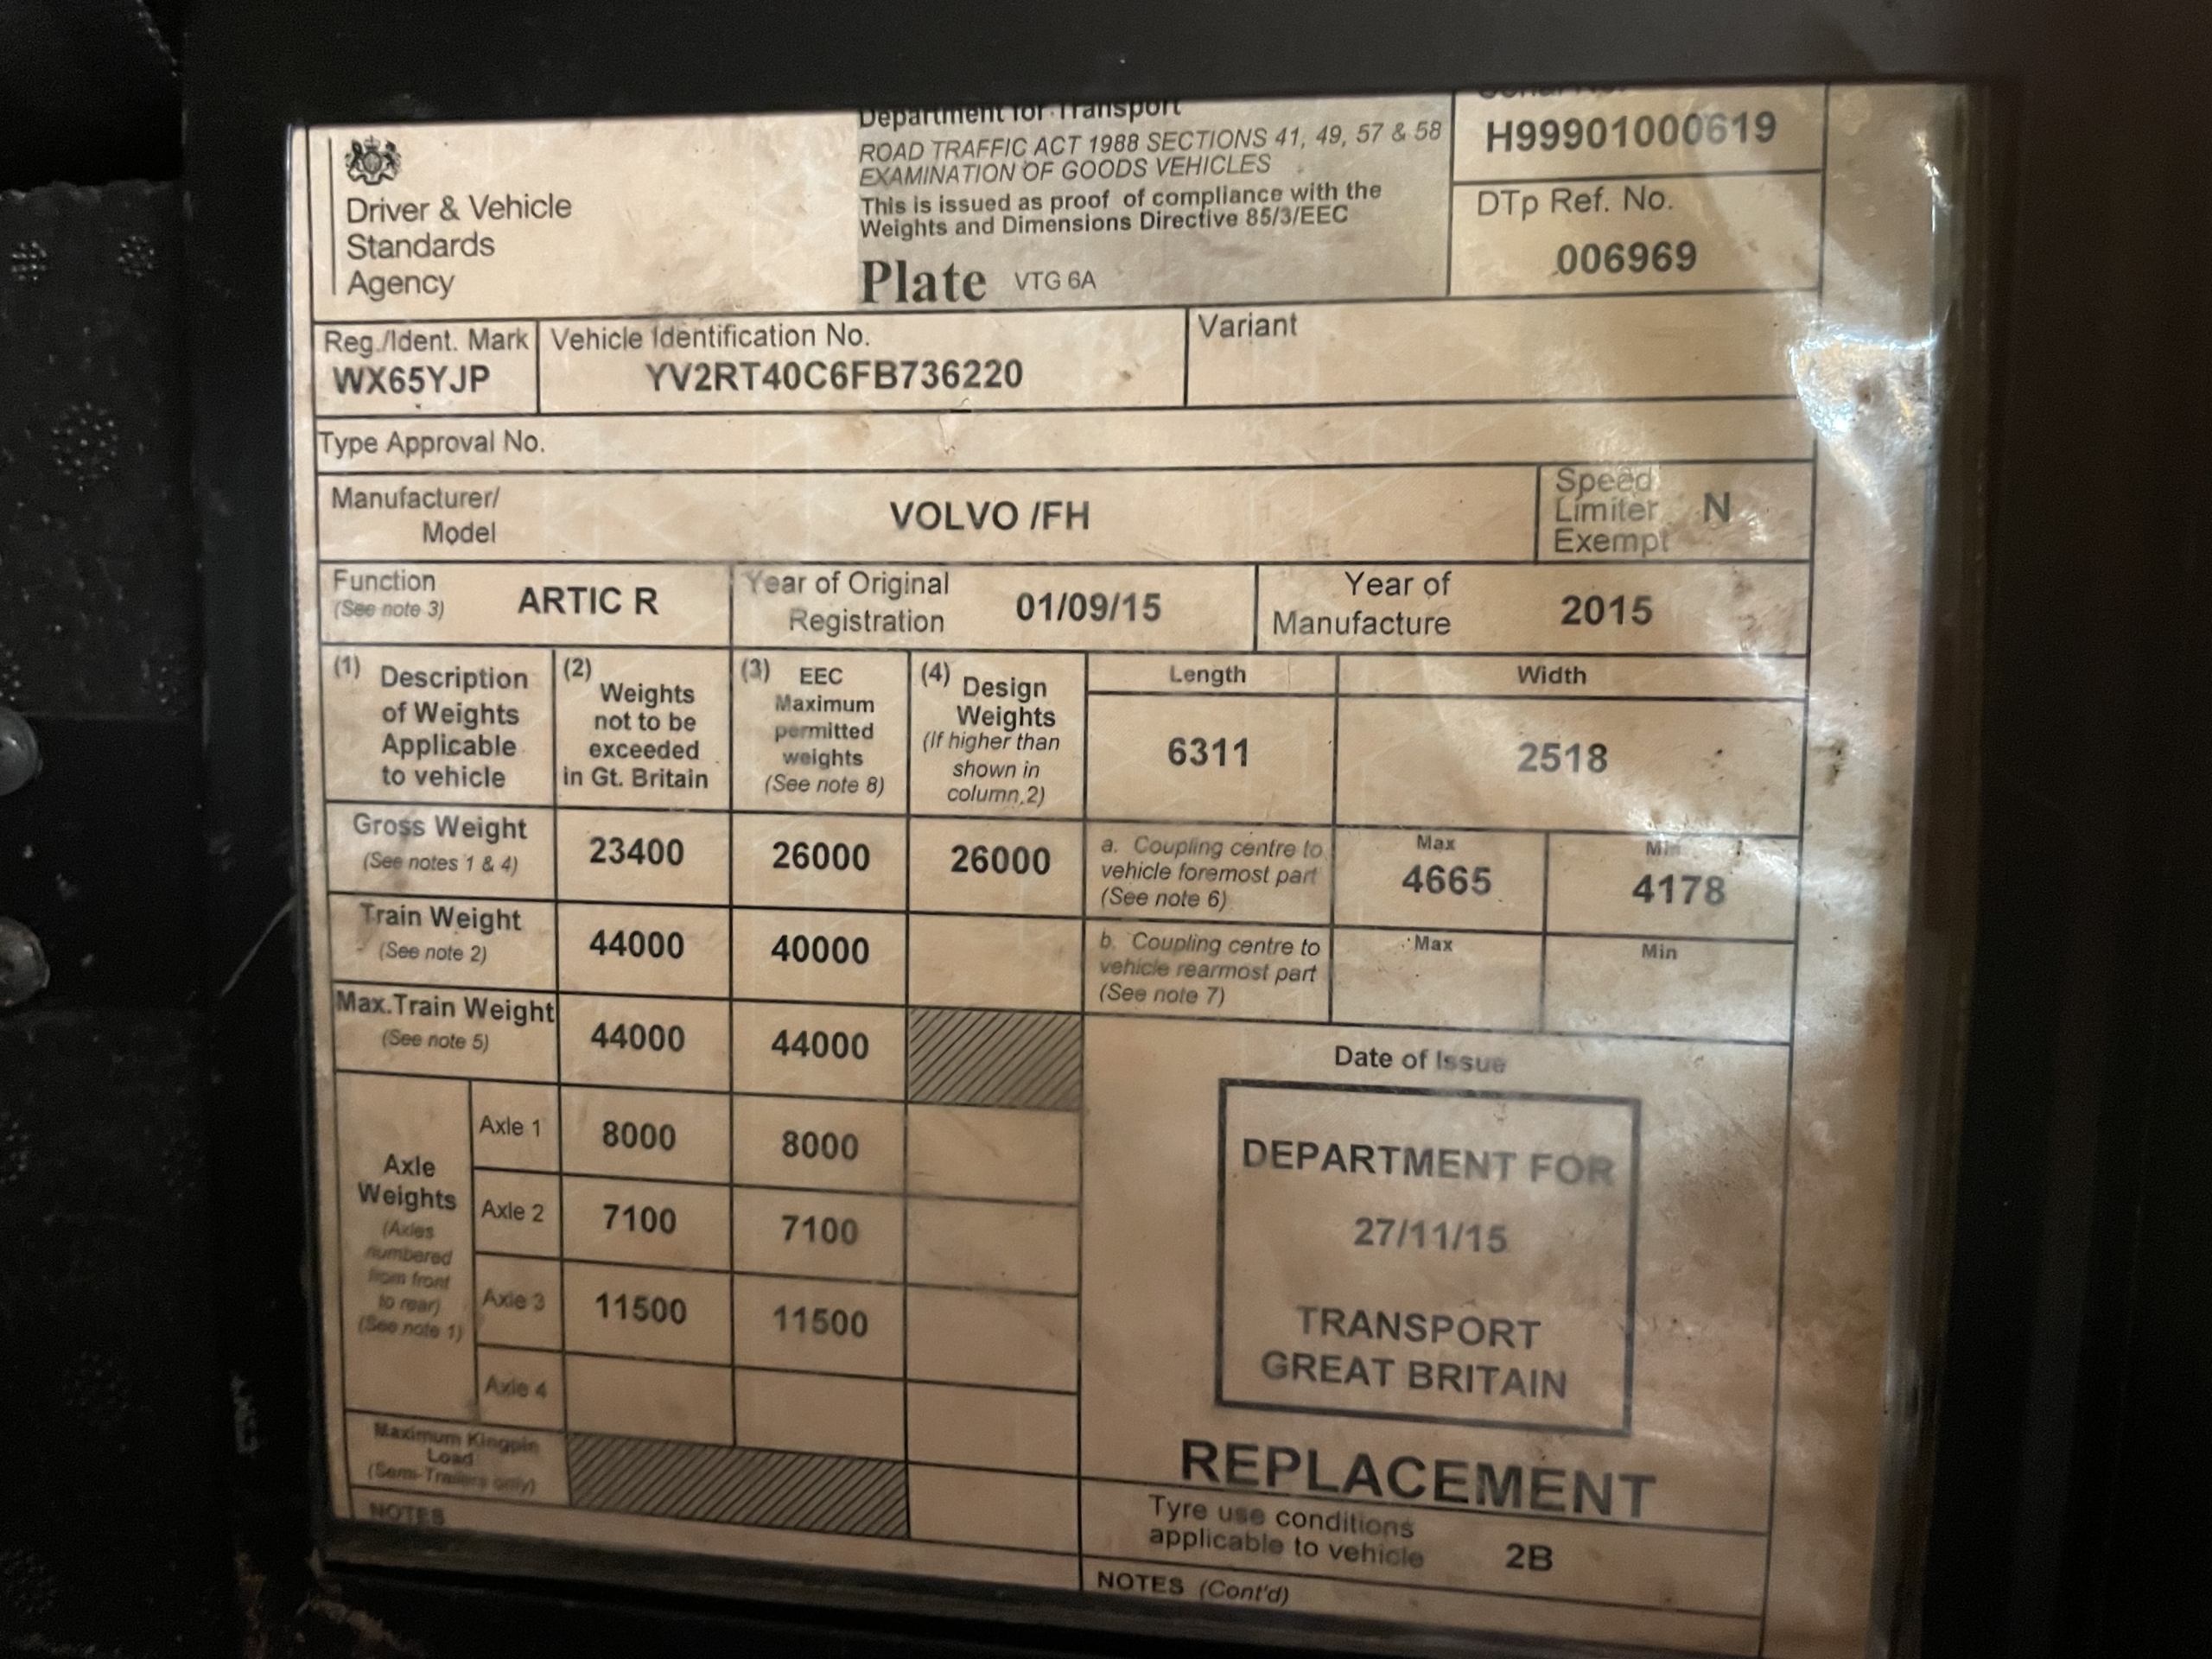 Department for Transport
ROAD TRAFFIC ACT 1988 SECTIONS 41, 49, 57 & 58
EXAMINATION OF GOODS VEHICLES
This is issued as proof of compliance with the
Weights and Dimensions Directive 85/3/EEC
Plate VTG 6A
Driver & Vehicle
Standards
Agency
Serial No.
H99901000619
DTp Ref. No.
006969
Reg./Ident. Mark
WX65YJP
Vehicle Identification No.
YV2RT40C6FB736220
Variant
Type Approval No.
Manufacturer/
Model
VOLVO /FH
Speed
Limiter
Exempt
N
Function
(See note 3)
ARTIC R
Year of Original
Registration
01/09/15
Year of
Manufacture
2015
(1) Description
of Weights
Applicable
to vehicle
(2) Weights
not to be
exceeded
in Gt. Britain
(3) EEC
Maximum
permitted
weights
(See note 8)
(4) Design
Weights
(If higher than
shown in
column 2)
Length
6311
Width
2518
Gross Weight
(See notes 1 & 4)
23400
26000
26000
a. Coupling centre to
vehicle foremost part
(See note 6)
Max
4665
Min
4178
Train Weight
(See note 2)
44000
40000
b. Coupling centre to
vehicle rearmost part
(See note 7)
Max
Min
Max.Train Weight
(See note 5)
44000
44000
Axle
Weights
(Axles
numbered
from front
to rear)
(See note 1)
Axle 1
8000
8000
Axle 2
7100
7100
Axle 3
11500
11500
Axle 4
Maximum Kingpin
Load
(Semi-Trailers only)
NOTES
Date of Issue
DEPARTMENT FOR
27/11/15
TRANSPORT
GREAT BRITAIN
REPLACEMENT
Tyre use conditions
applicable to vehicle
2B
NOTES (Cont'd)